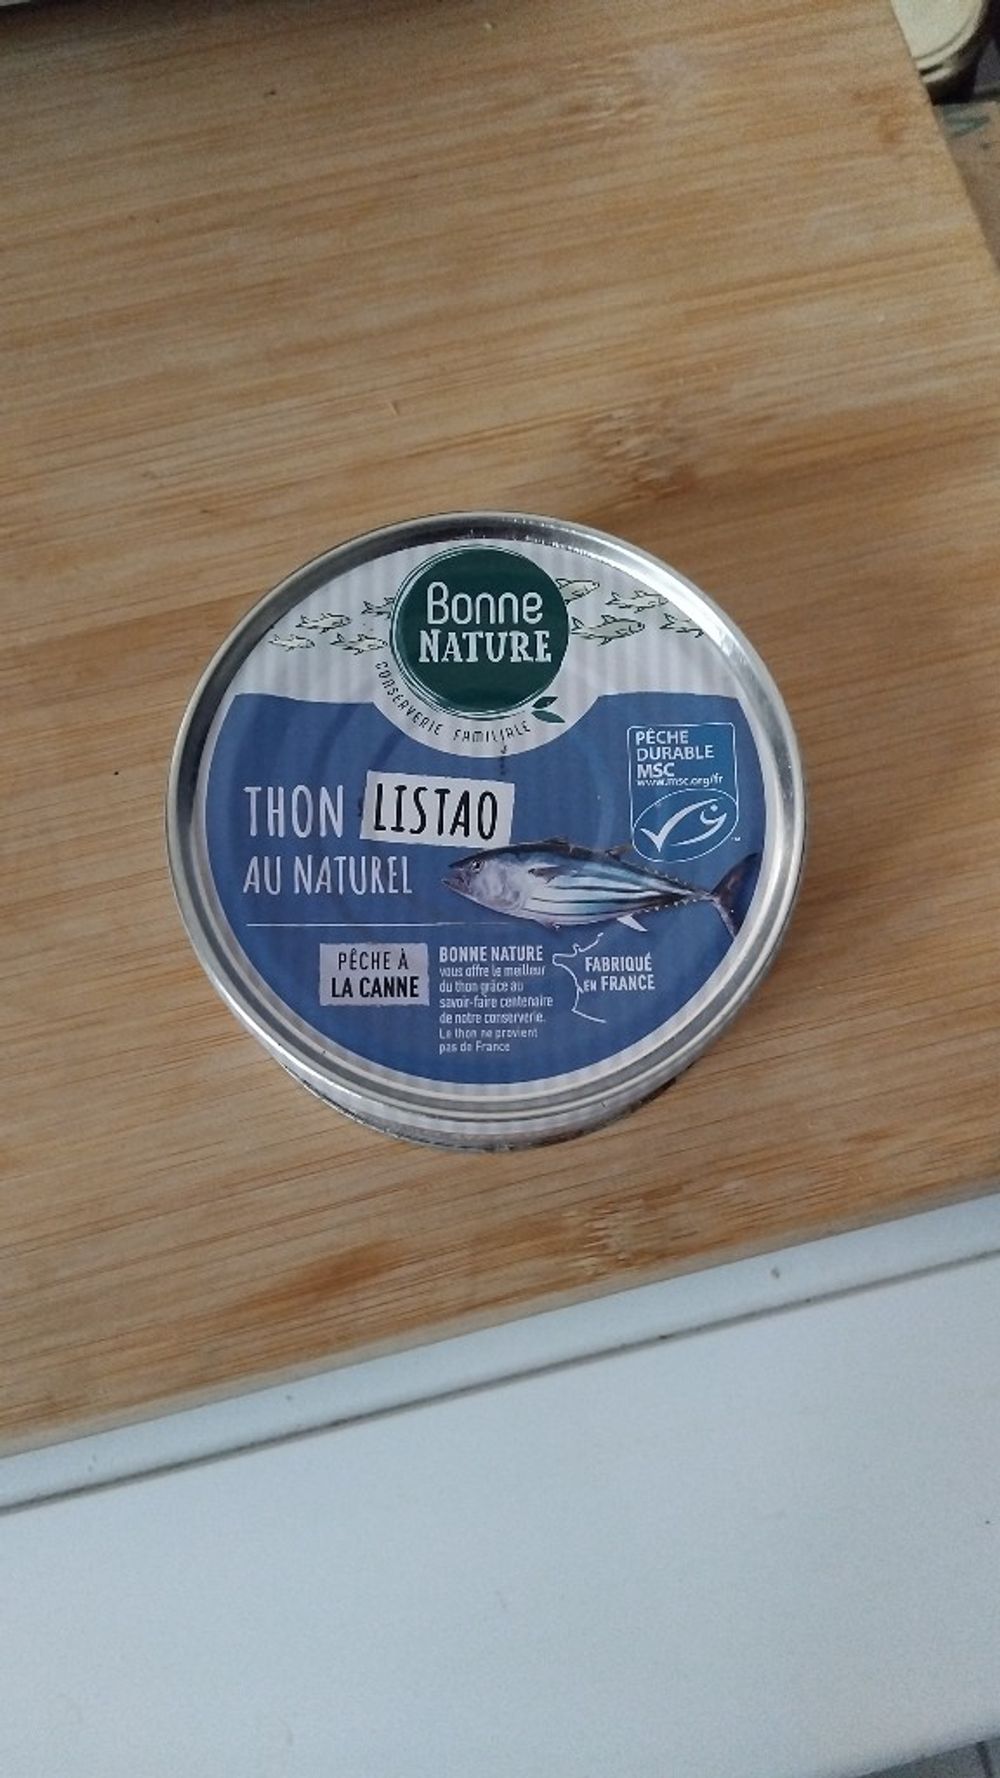 Bonne
NATURE
CONSERVERIE FAMILIALE
PÊCHE
DURABLE
MSC
www.msc.org/fr
THON LISTAO
AU NATUREL
PÊCHE À
LA CANNE
BONNE NATURE
vous offre le meilleur
du thon grâce au
savoir-faire centenaire
de notre conserverie.
Le thon ne provient
pas de France
FABRIQUÉ
EN FRANCE
TM